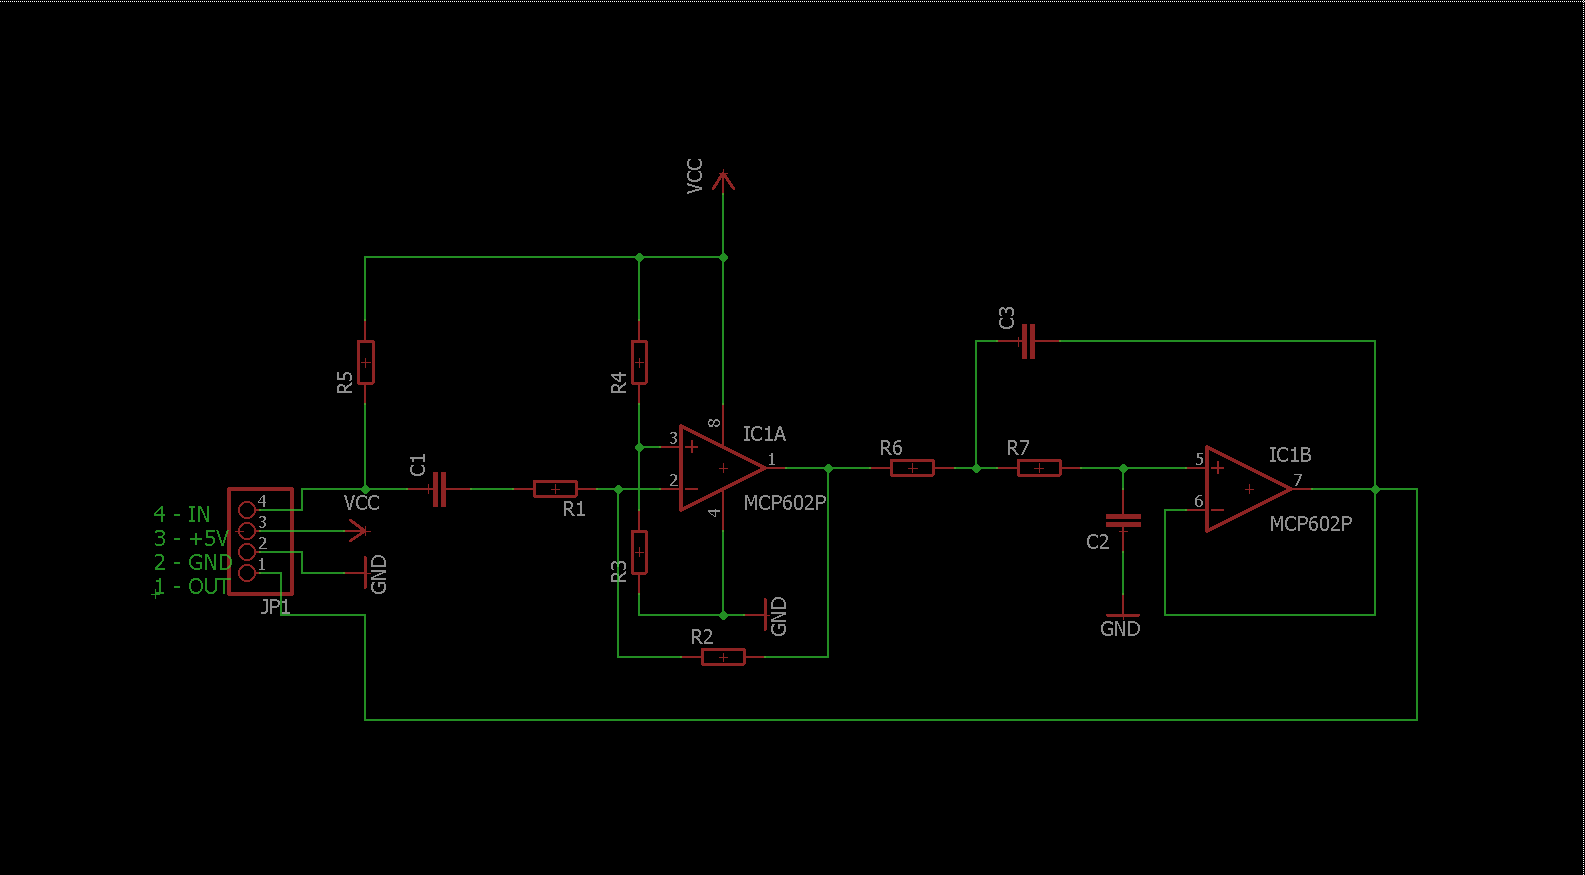 VCC
C3
R5
R4
8
IC1A
3
1
R6
R7
IC1B
5
7
C1
2
MCP602P
R1
4
6
MCP602P
C2
4 - IN
3 - +5V
2 - GND
1 - OUT
4
3
2
1
VCC
GND
JP1
R3
GND
R2
GND